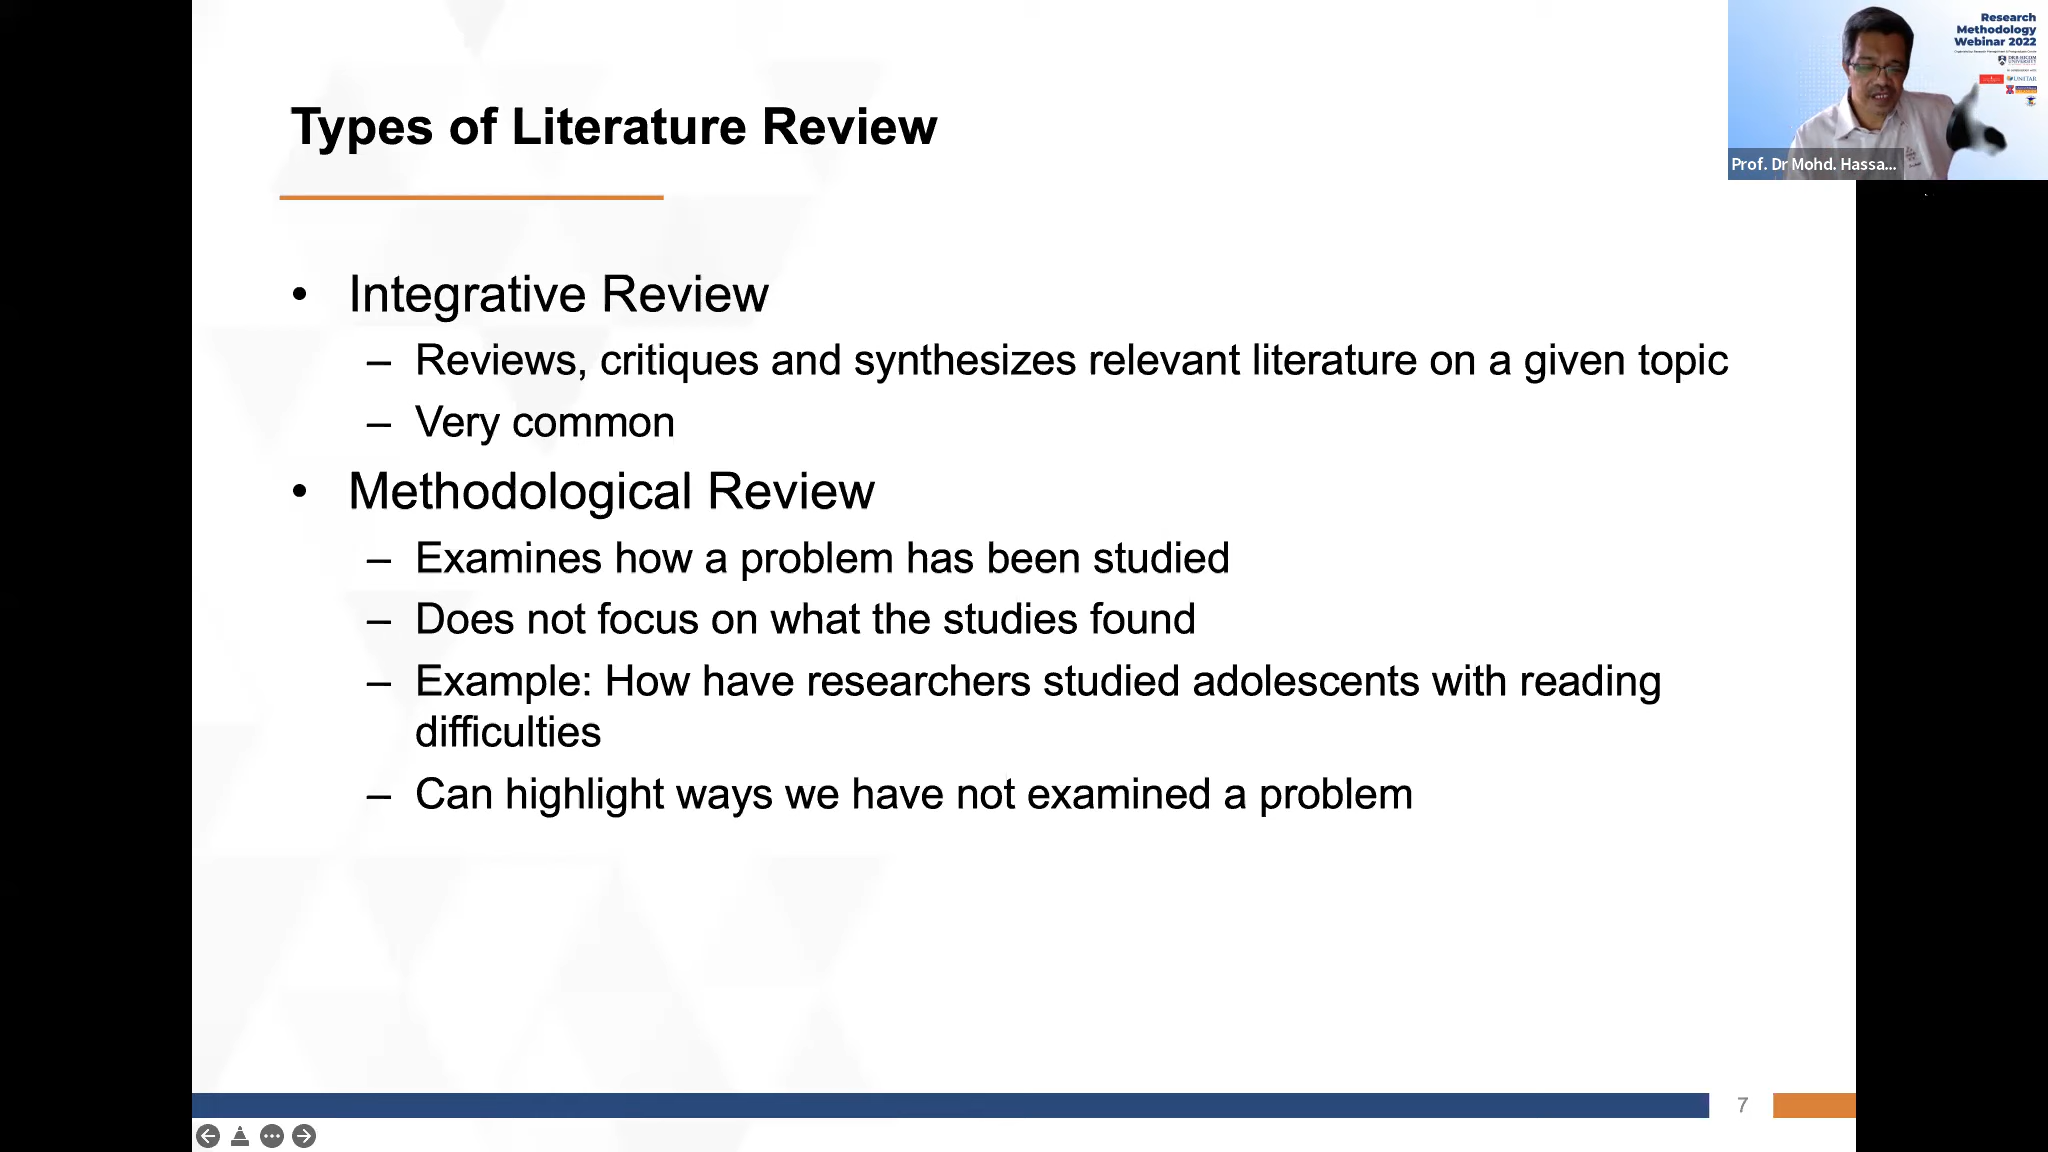 Types of Literature Review
• Integrative Review
– Reviews, critiques and synthesizes relevant literature on a given topic
– Very common
• Methodological Review
– Examines how a problem has been studied
– Does not focus on what the studies found
– Example: How have researchers studied adolescents with reading
difficulties
– Can highlight ways we have not examined a problem
7
Research
Methodology
Webinar 2022
UNITAR
Prof. Dr Mohd. Hassa...